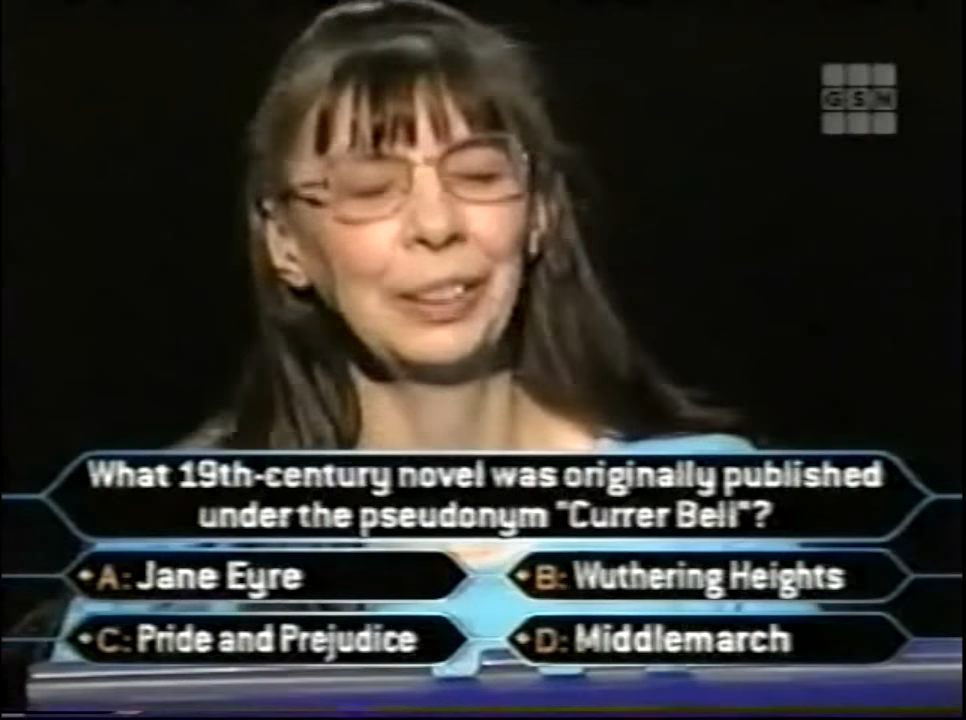 GSN
What 19th-century novel was originally published
under the pseudonym "Currer Bell"?
A: Jane Eyre
B: Wuthering Heights
C: Pride and Prejudice
D: Middlemarch